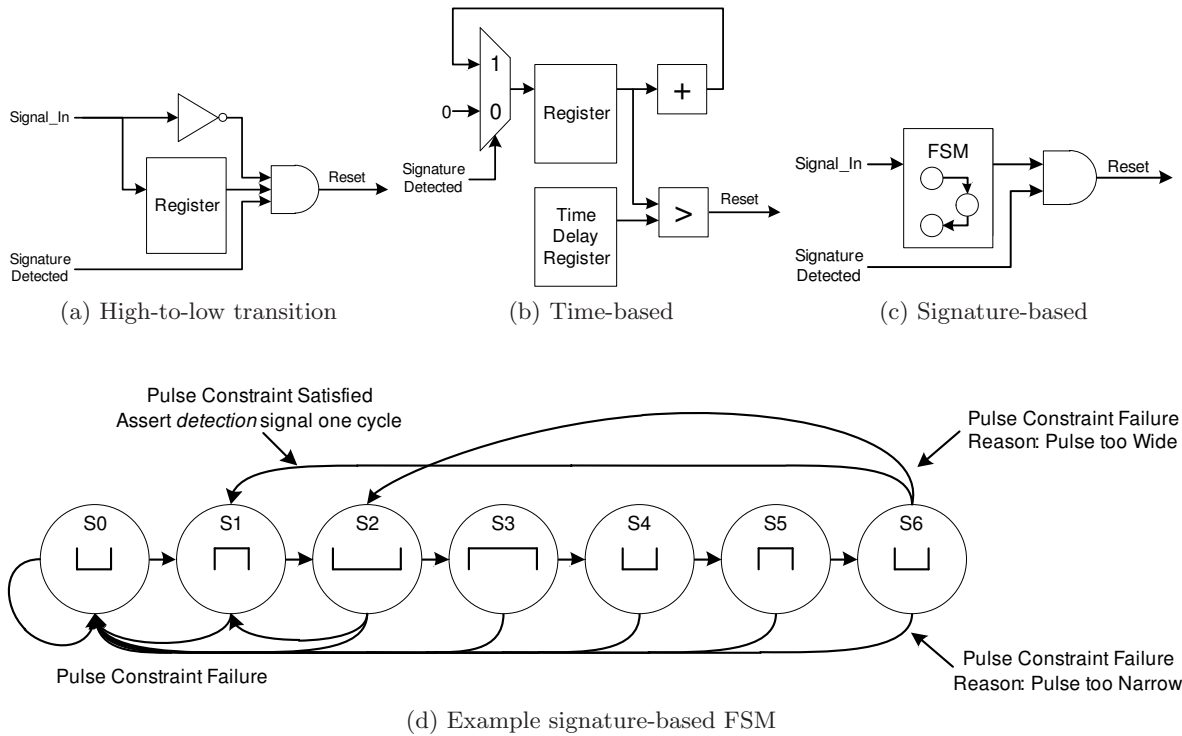 Signal_In
Register
Reset
Signature
Detected
(a) High-to-low transition
1
0
0
Register
+
Signature
Detected
Time
Delay
Register
>
Reset
(b) Time-based
Signal_In
FSM
Reset
Signature
Detected
(c) Signature-based
Pulse Constraint Satisfied
Assert detection signal one cycle
Pulse Constraint Failure
Reason: Pulse too Wide
S0
S1
S2
S3
S4
S5
S6
Pulse Constraint Failure
Pulse Constraint Failure
Reason: Pulse too Narrow
(d) Example signature-based FSM